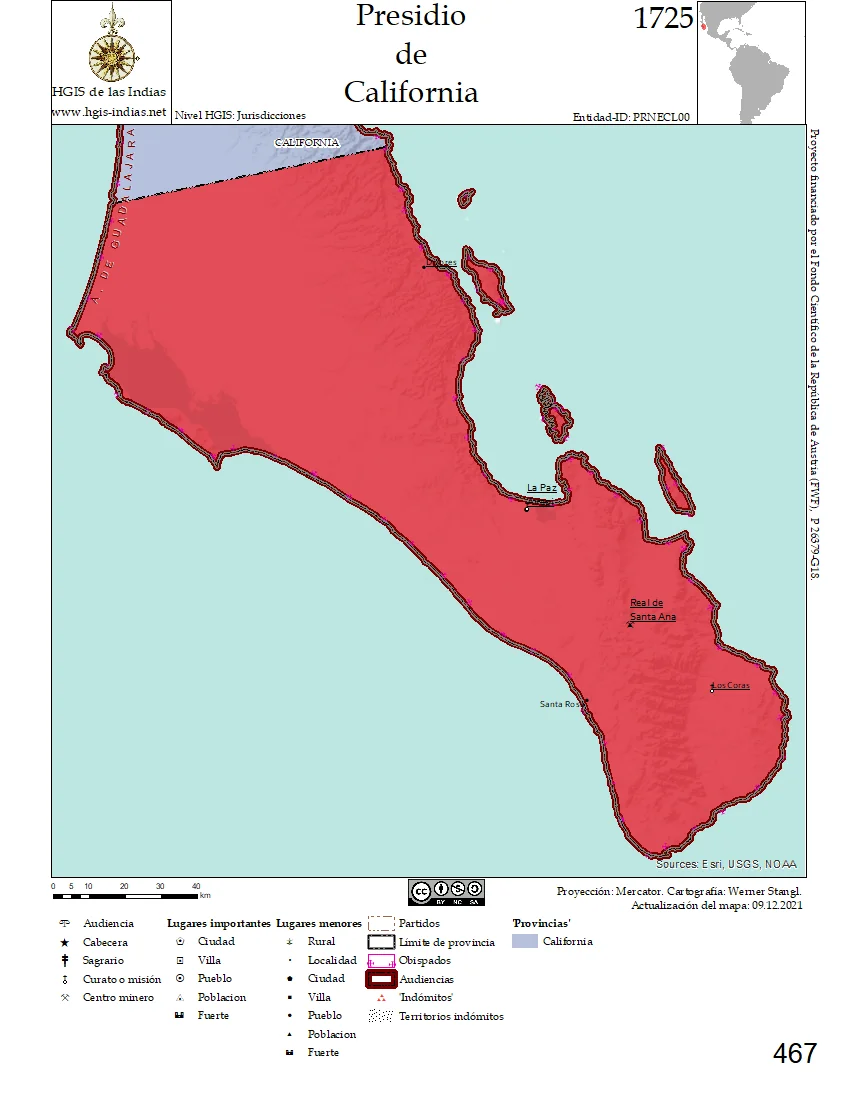 Presidio
de
California
1725
HGIS de las Indias
www.hgis-indias.net
Nivel HGIS: Jurisdicciones
Entidad-ID: PRNECL00
CALIFORNIA
A. DE GUADALAJARA
La Paz
Real de
Santa Ana
Los Coras
Santa Rosa
Sources: Esri, USGS, NOAA
Proyecto financiado por el Fondo Científico de la República de Austria (FWF), P 26379-G18.
0 5 10 20 30 40
km
CC BY NC SA
Proyección: Mercator. Cartografía: Werner Stangl.
Actualización del mapa: 09.12.2021
Audiencia
Cabecera
Sagrario
Curato o misión
Centro minero
Lugares importantes
Ciudad
Villa
Pueblo
Poblacion
Fuerte
Lugares menores
Rural
Localidad
Ciudad
Villa
Pueblo
Poblacion
Fuerte
Partidos
Límite de provincia
Obispados
Audiencias
'Indómitos'
Territorios indómitos
'Provincias'
California
467